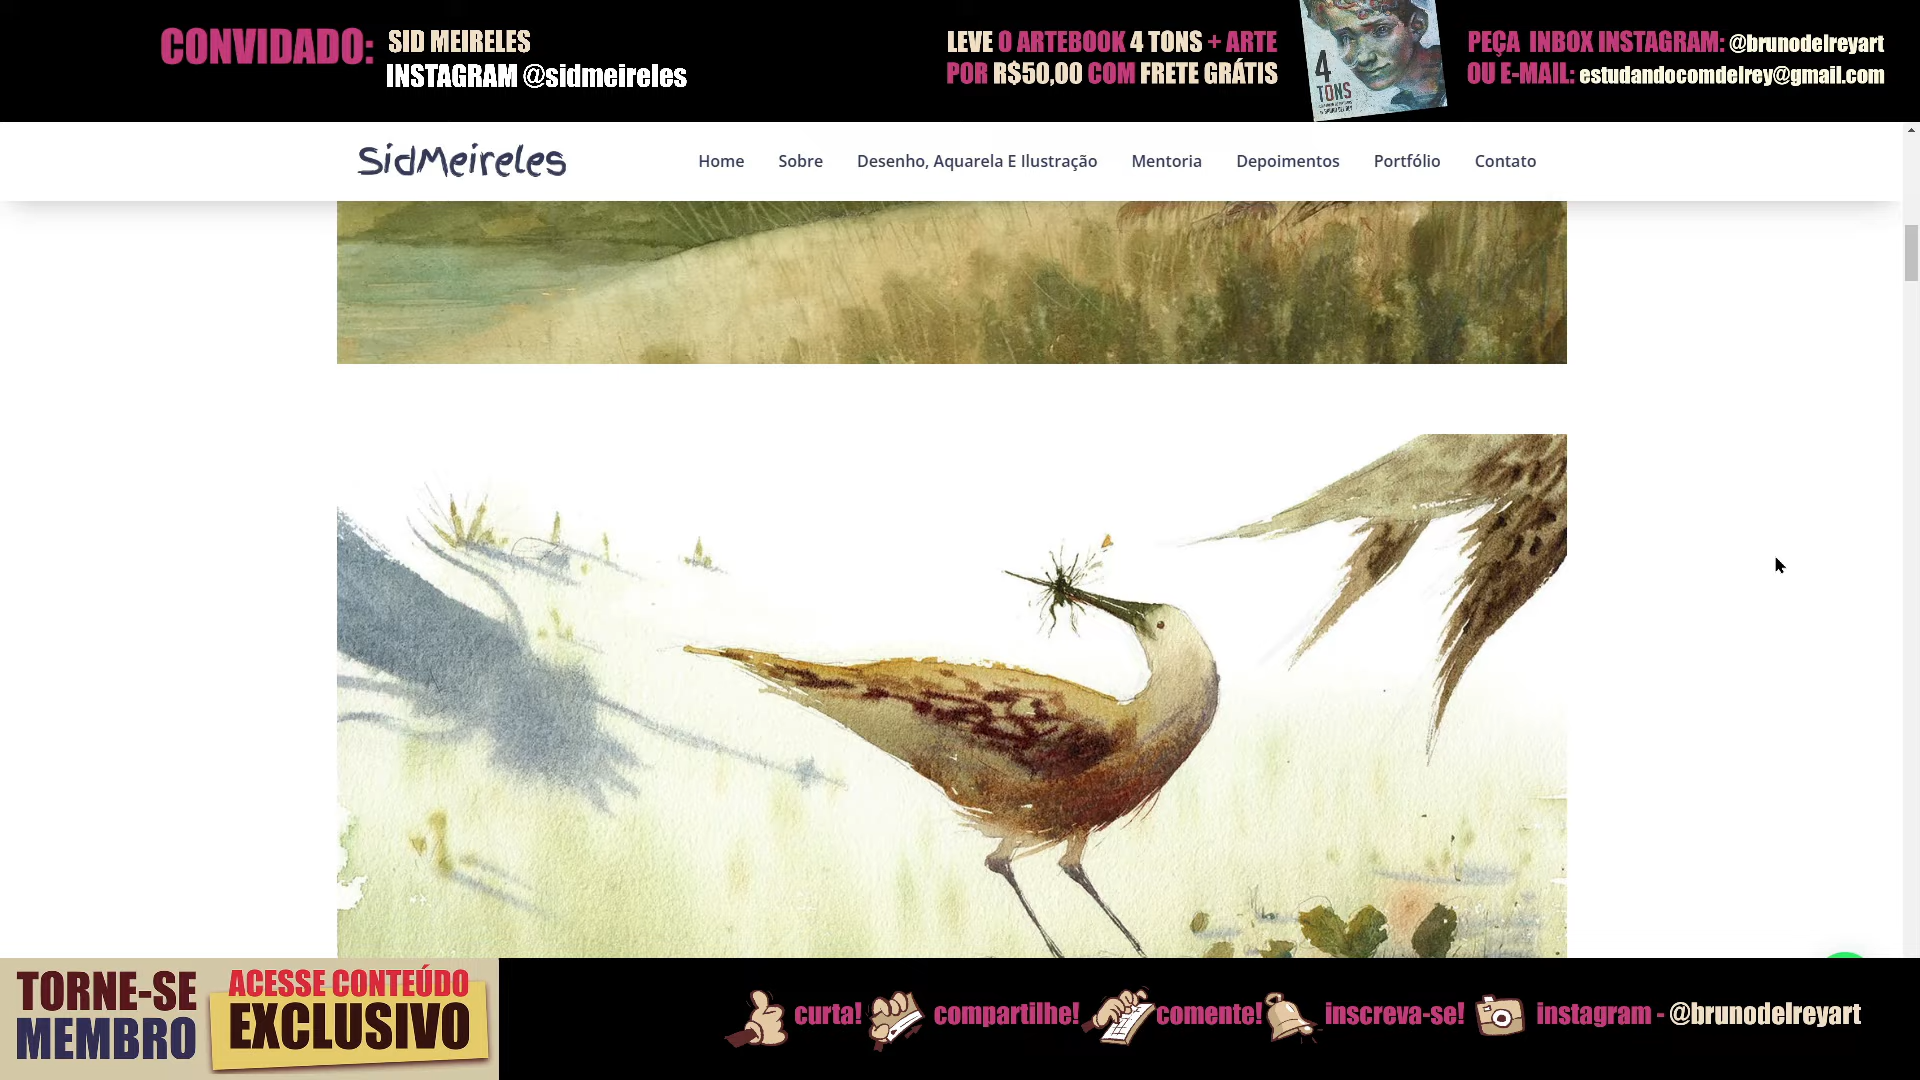 CONVIDADO: SID MEIRELES
INSTAGRAM @sidmeireles
LEVE O ARTEBOOK 4 TONS + ARTE
POR R$50,00 COM FRETE GRÁTIS
4
TONS
PEÇA INBOX INSTAGRAM: @brunodelreyart
OU E-MAIL: estudandocomdelrey@gmail.com
SidMeireles
Home Sobre Desenho, Aquarela E Ilustração Mentoria Depoimentos Portfólio Contato
TORNE-SE
MEMBRO
ACESSE CONTEÚDO
EXCLUSIVO
curta! compartilhe! comente! inscreva-se! instagram - @brunodelreyart